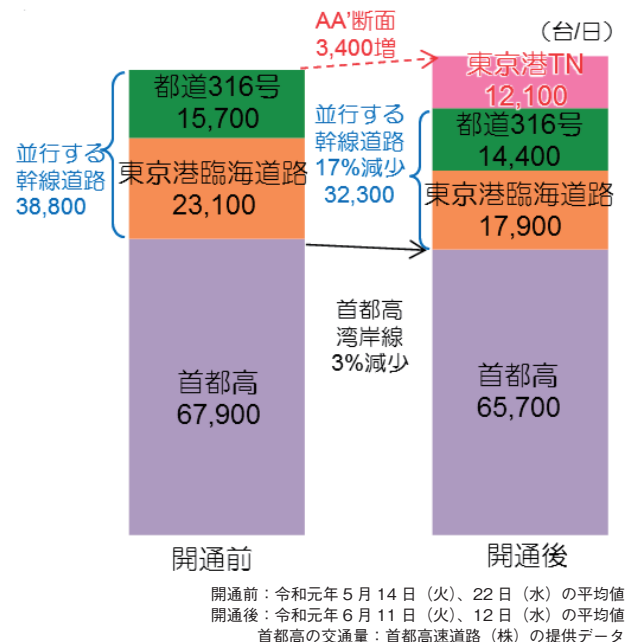 AA’断面
3,400増
（台/日）
東京港TN
12,100
都道316号
15,700
並行する
幹線道路
38,800
東京港臨海道路
23,100
並行する
幹線道路
17%減少
32,300
都道316号
14,400
東京港臨海道路
17,900
首都高
湾岸線
3%減少
首都高
67,900
首都高
65,700
開通前
開通後
開通前：令和元年５月14日（火）、22日（水）の平均値
開通後：令和元年６月11日（火）、12日（水）の平均値
首都高の交通量：首都高速道路（株）の提供データ